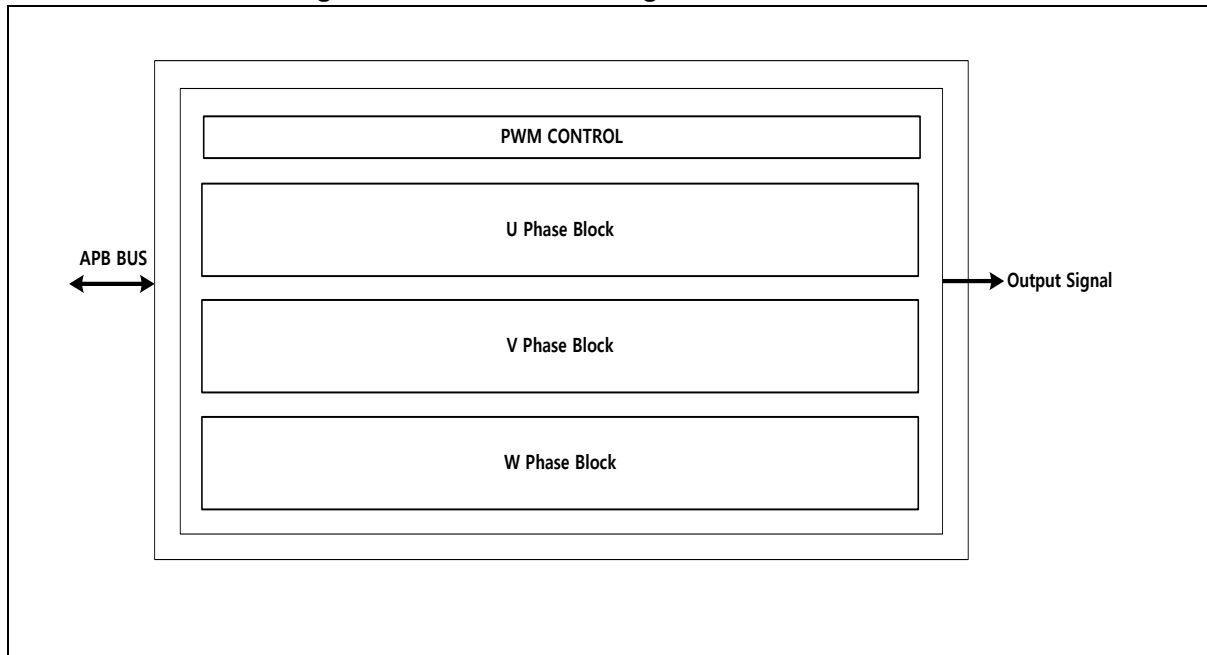 PWM CONTROL
U Phase Block
APB BUS
Output Signal
V Phase Block
W Phase Block